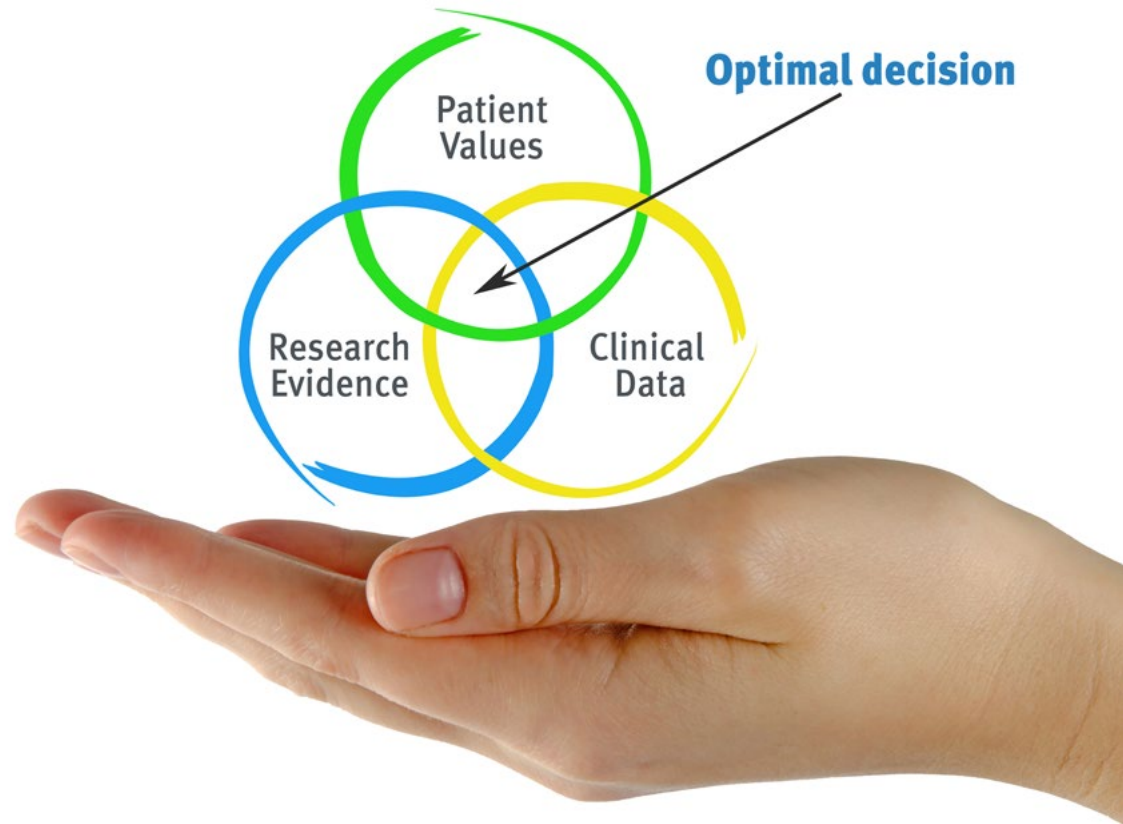 Optimal decision
Patient
Values
Research
Evidence
Clinical
Data